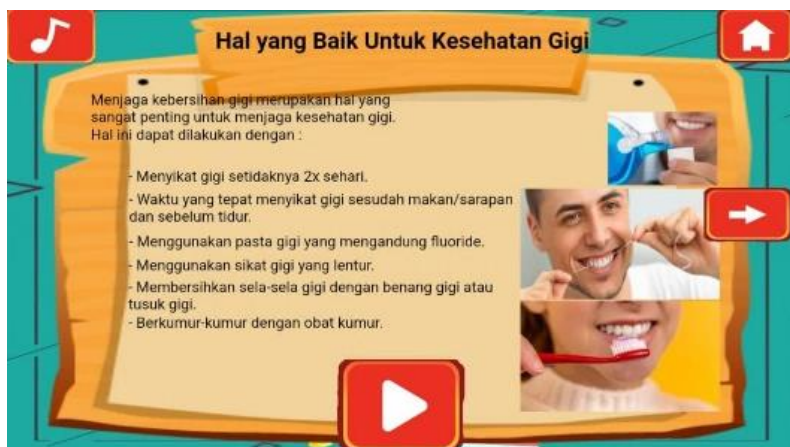 Hal yang Baik Untuk Kesehatan Gigi
Menjaga kebersihan gigi merupakan hal yang
sangat penting untuk menjaga kesehatan gigi.
Hal ini dapat dilakukan dengan :
- Menyikat gigi setidaknya 2x sehari.
- Waktu yang tepat menyikat gigi sesudah makan/sarapan
dan sebelum tidur.
- Menggunakan pasta gigi yang mengandung fluoride.
- Menggunakan sikat gigi yang lentur.
- Membersihkan sela-sela gigi dengan benang gigi atau
tusuk gigi.
- Berkumur-kumur dengan obat kumur.